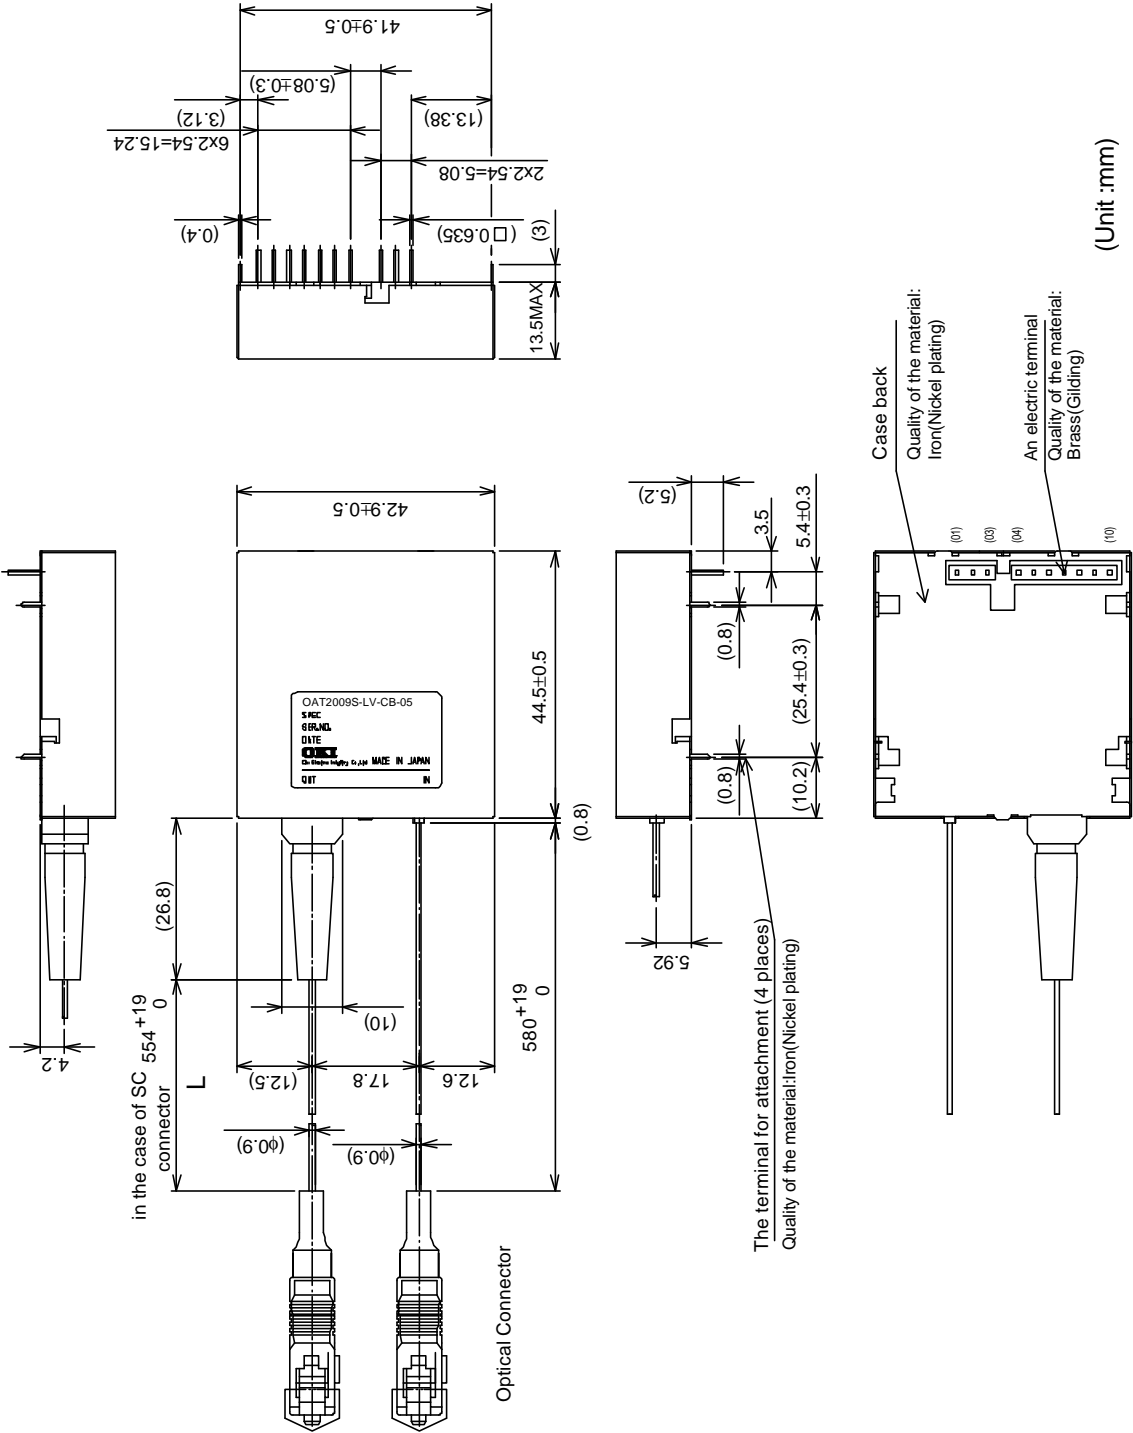 41.9±0.5
(5.08±0.3)
(3.12)
6x2.54=15.24
(13.38)
2x2.54=5.08
(0.4)
(□0.635)
(3)
13.5MAX
(Unit :mm)
42.9±0.5
OAT2009S-LV-CB-05
SPEC
SER.NO.
DATE
OKI
MADE IN JAPAN
OUT
IN
44.5±0.5
(0.8)
(26.8)
in the case of SC
connector
554 +19
0
L
4.2
(10)
(12.5)
17.8
12.6
580 +19
0
(φ0.9)
(φ0.9)
Optical Connector
(5.2)
3.5
5.4±0.3
(0.8)
(25.4±0.3)
(0.8)
(10.2)
5.92
The terminal for attachment (4 places)
Quality of the material:Iron(Nickel plating)
Case back
Quality of the material:
Iron(Nickel plating)
An electric terminal
Quality of the material:
Brass(Gilding)
(01)
(03)
(04)
(10)